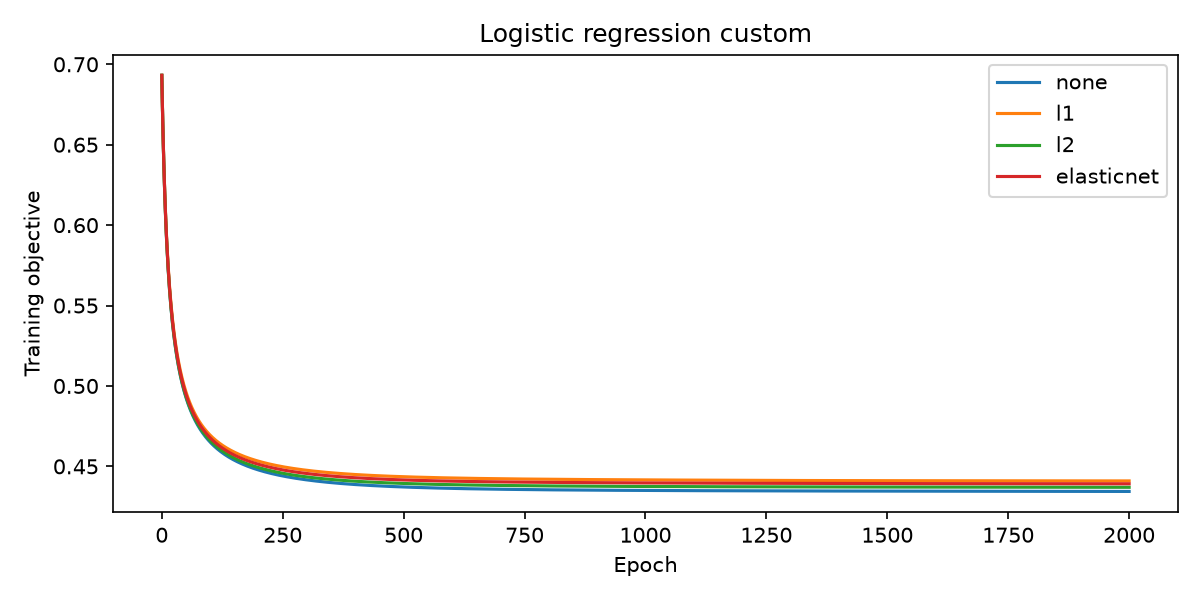 Logistic regression custom
Training objective
0.70
0.65
0.60
0.55
0.50
0.45
none
l1
l2
elasticnet
0 250 500 750 1000 1250 1500 1750 2000
Epoch